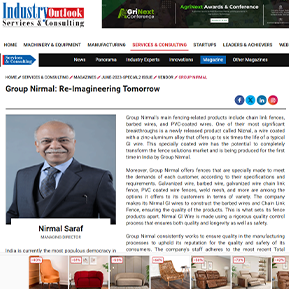 Industry Outlook
Services & Consulting
AgriNext
& Conference
AgriNext Awards & Conference
HOME MACHINERY & EQUIPMENT MANUFACTURING SERVICES & CONSULTING STARTUPS LEADERS & ACHIEVERS
Services
& Consulting
News Panorama Industry Experts Innovators Magazine Other Magazines
HOME // SERVICES & CONSULTING // MAGAZINES // JUNE-2023-SPECIAL-2 ISSUE // VENDOR // GROUP NIRMAL
Group Nirmal: Re-Imagineering Tomorrow
Group Nirmal's main fencing-related products include chain link fences,
barbed wires, and PVC-coated wires. One of their most significant
breakthroughs is a newly released product called Niznal, a wire coated
with a zinc-aluminum alloy that offers up to six times the life of a typical
GI wire. This specially coated wire has the potential to completely
transform the fence solutions market and is being produced for the first
time in India by Group Nirmal.
Moreover, Group Nirmal offers fences that are specially made to meet
the demands of each customer, according to their specifications and
requirements. Galvanized wire, barbed wire, galvanized wire chain link
fence, PVC coated wire fence, weld mesh, and even are among the
options it offers to its customers in terms of variety. The company
makes its Nirmal GI wires to construct the barbed wires and Chain Link
Fence, ensuring the quality of the products. This is what sets its fence
products apart. Nirmal GI Wire is made using a rigorous quality control
process that ensures both quality and longevity as well as safety.
Nirmal Saraf
MANAGING DIRECTOR
Group Nirmal consistently works to ensure quality in the manufacturing
processes to uphold its reputation for the quality and safety of its
consumers. The company's staff adheres to the most recent Total
India is currently the most populous democracy in